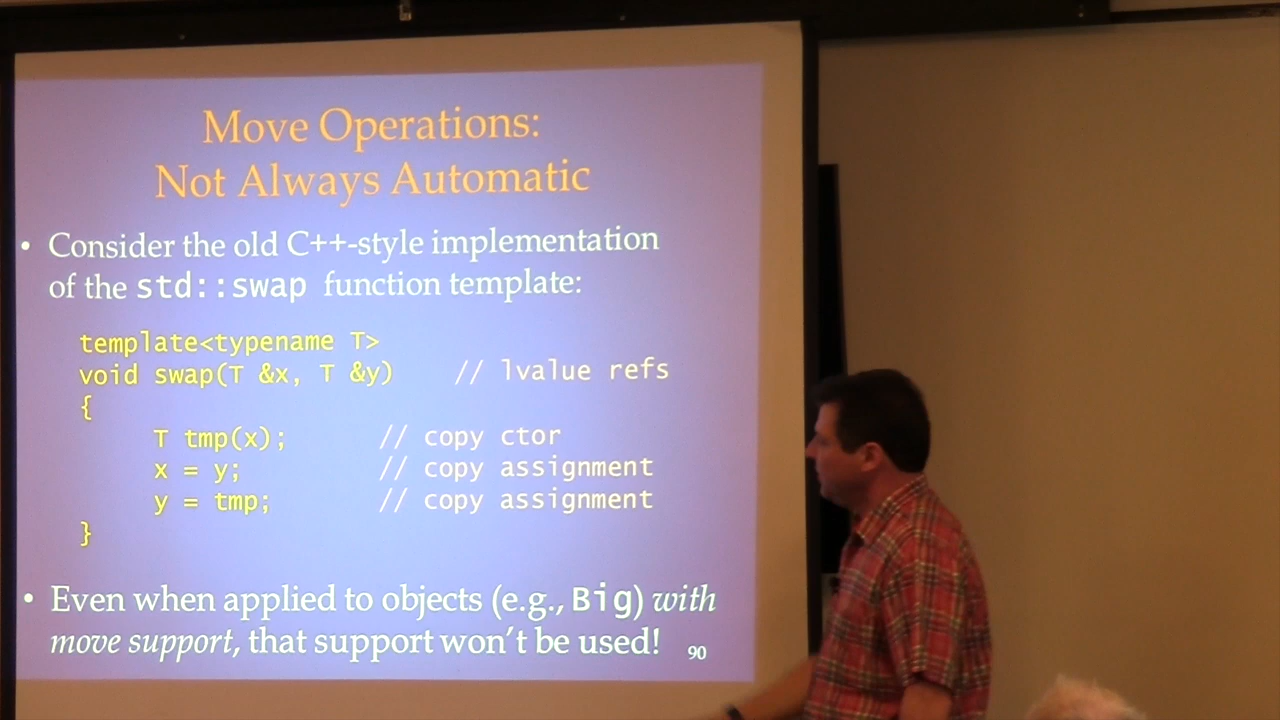 Move Operations:
Not Always Automatic
• Consider the old C++-style implementation
of the std::swap function template:
template<typename T>
void swap(T &x, T &y) // lvalue refs
{
T tmp(x); // copy ctor
x = y; // copy assignment
y = tmp; // copy assignment
}
• Even when applied to objects (e.g., Big) with
move support, that support won't be used!
90